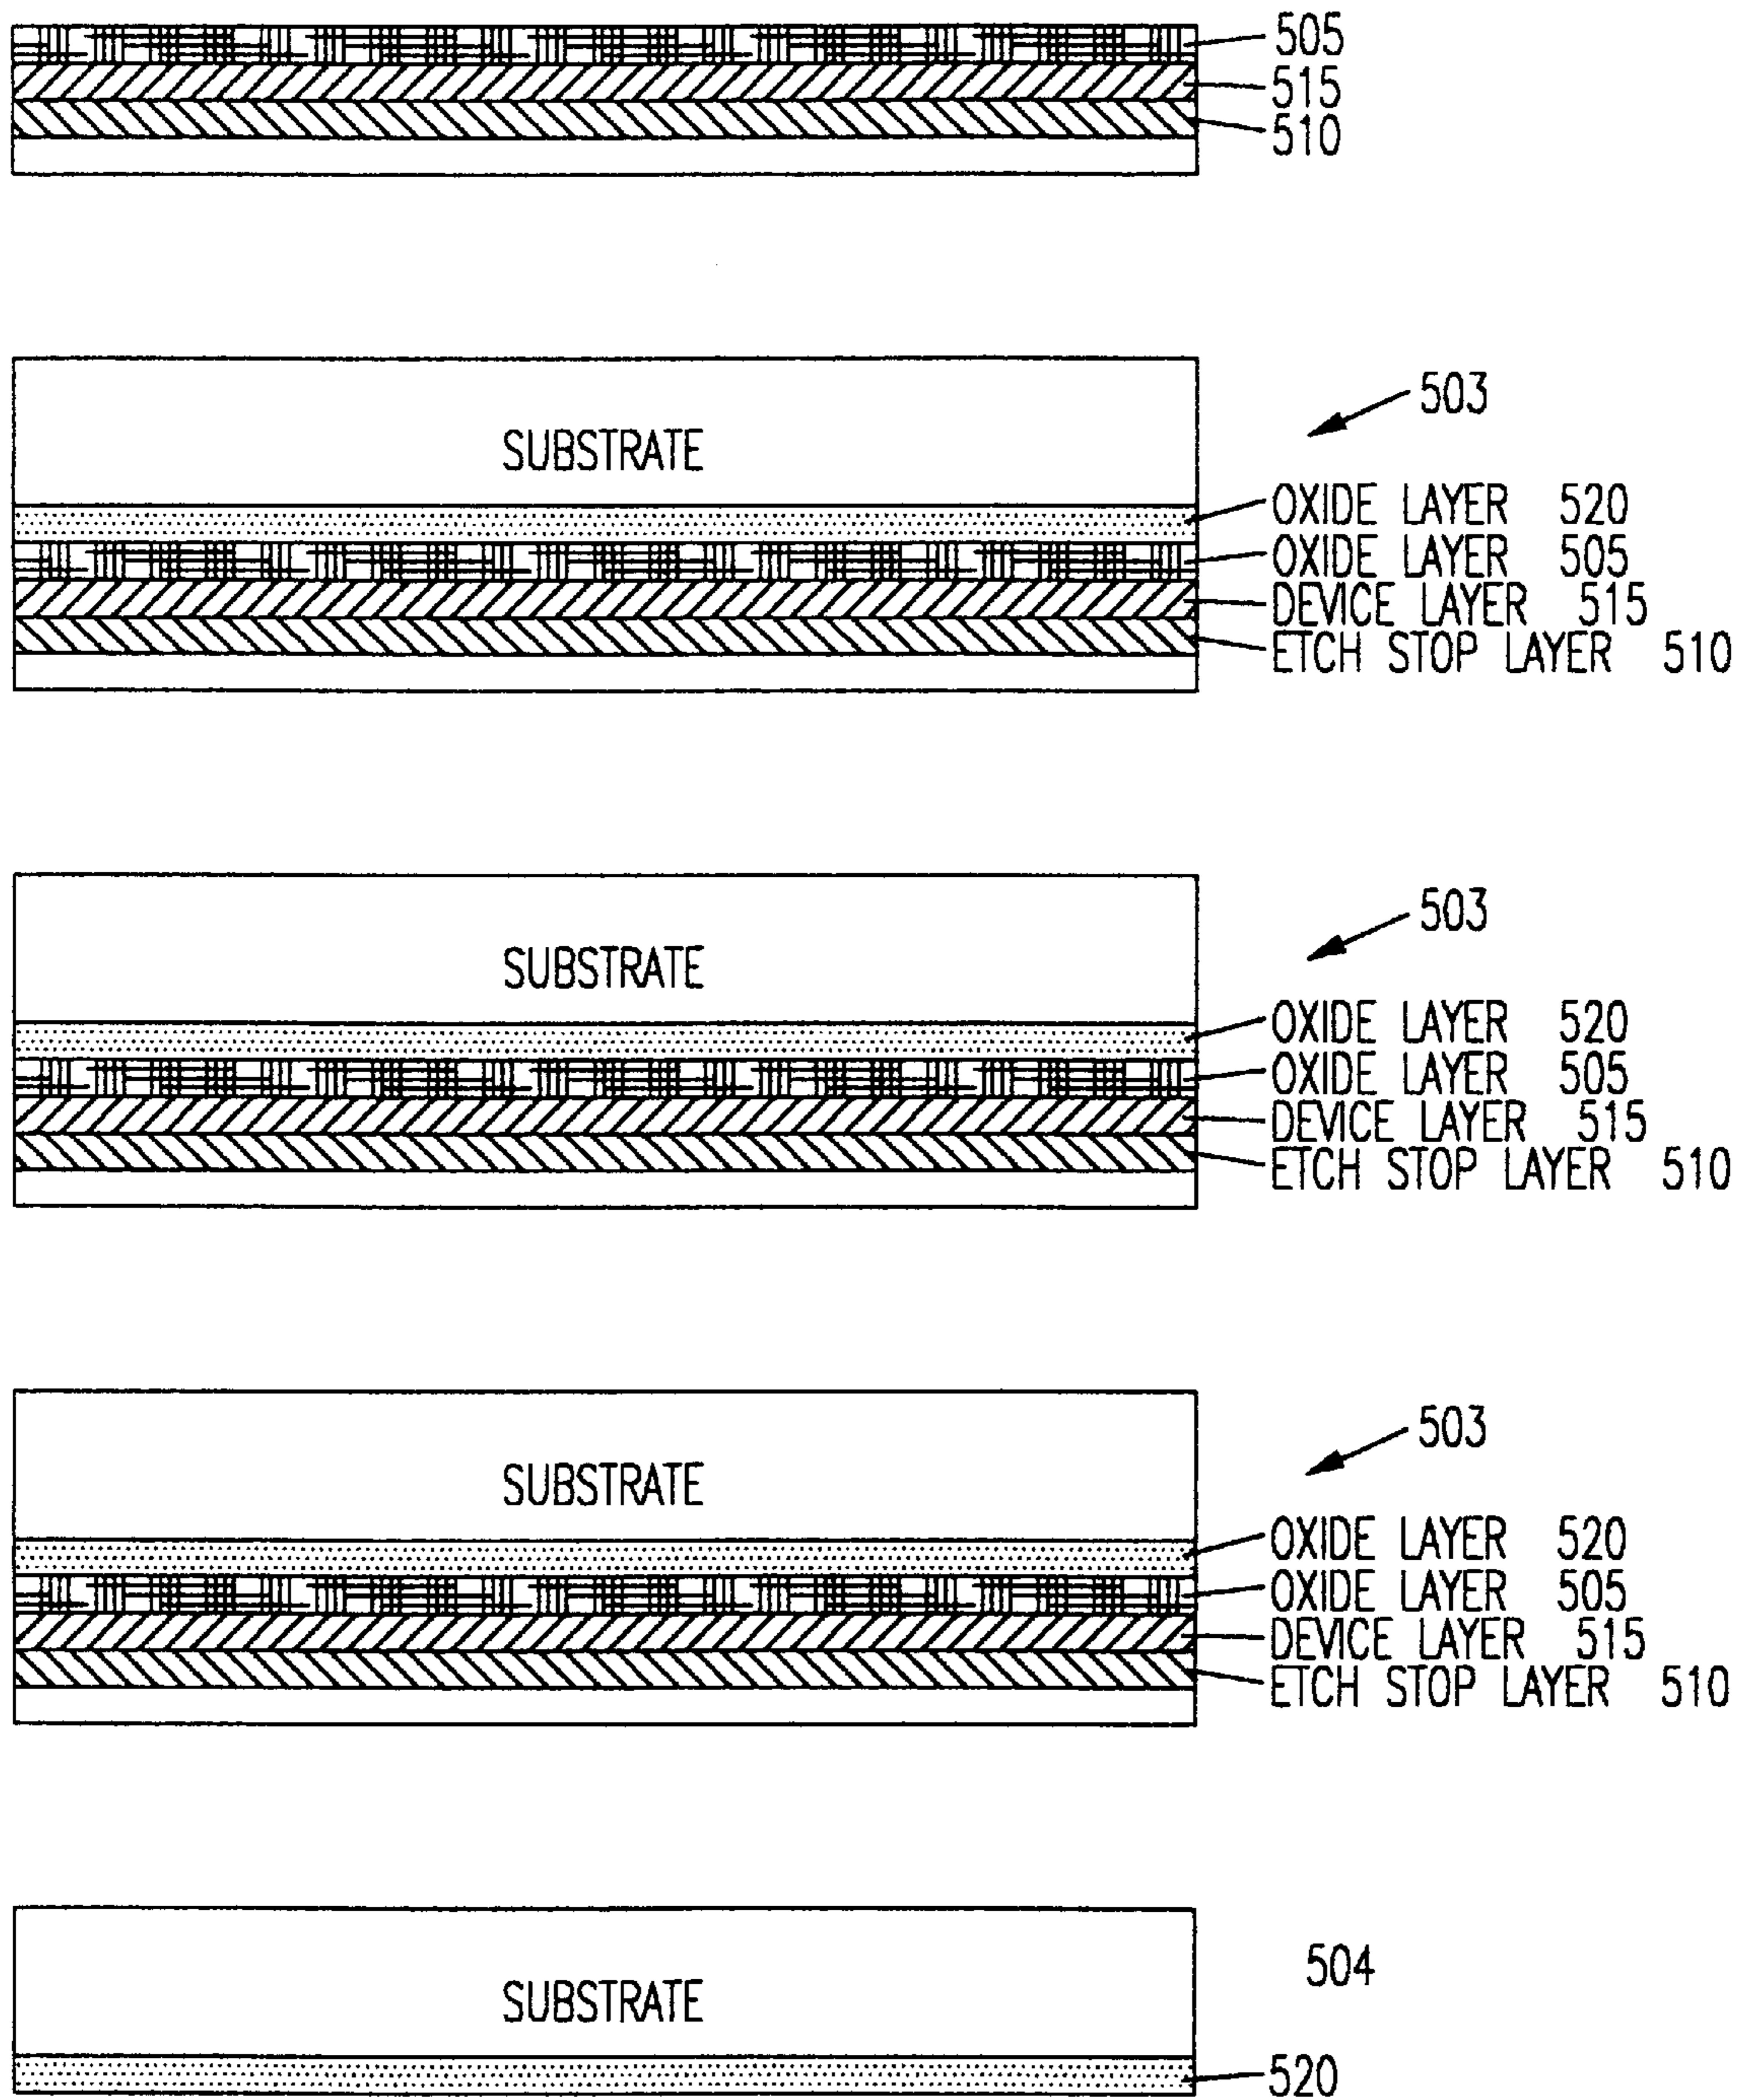 505
515
510
503
SUBSTRATE
OXIDE LAYER 520
OXIDE LAYER 505
DEVICE LAYER 515
ETCH STOP LAYER 510
503
SUBSTRATE
OXIDE LAYER 520
OXIDE LAYER 505
DEVICE LAYER 515
ETCH STOP LAYER 510
503
SUBSTRATE
OXIDE LAYER 520
OXIDE LAYER 505
DEVICE LAYER 515
ETCH STOP LAYER 510
504
SUBSTRATE
520